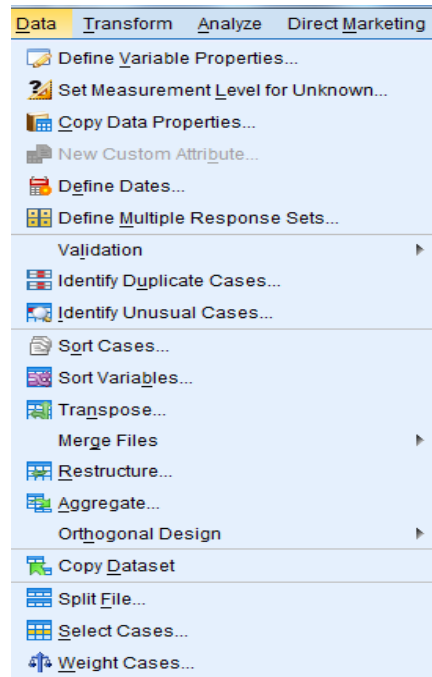 Data Transform Analyze Direct Marketing
Define Variable Properties...
Set Measurement Level for Unknown...
Copy Data Properties...
New Custom Attribute...
Define Dates...
Define Multiple Response Sets...
Validation
Identify Duplicate Cases...
Identify Unusual Cases...
Sort Cases...
Sort Variables...
Transpose...
Merge Files
Restructure...
Aggregate...
Orthogonal Design
Copy Dataset
Split File...
Select Cases...
Weight Cases...